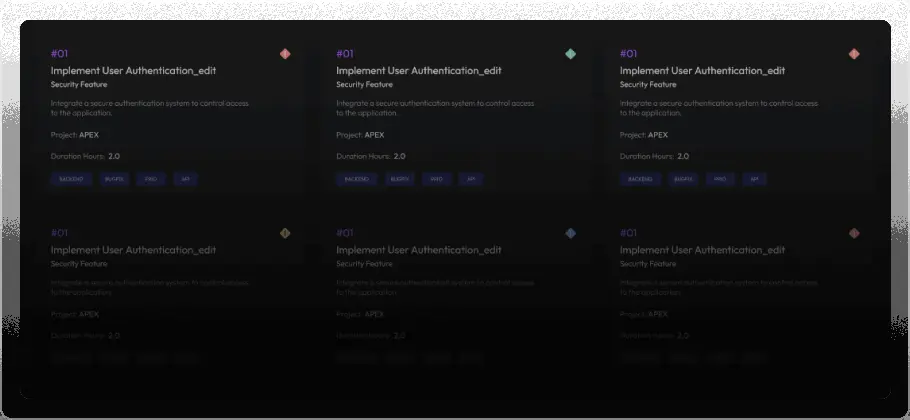 #01 #01 #01
Implement User Authentication_edit Implement User Authentication_edit Implement User Authentication_edit
Security Feature Security Feature Security Feature
Integrate a secure authentication system to control access Integrate a secure authentication system to control access Integrate a secure authentication system to control access
to the application. to the application. to the application.
Project: APEX Project: APEX Project: APEX
Duration Hours: 2.0 Duration Hours: 2.0 Duration Hours: 2.0
BACKEND BUGFIX API BACKEND BUGFIX API BACKEND BUGFIX API
#01 #01 #01
Implement User Authentication_edit Implement User Authentication_edit Implement User Authentication_edit
Security Feature Security Feature Security Feature
Integrate a secure authentication system to control access Integrate a secure authentication system to control access Integrate a secure authentication system to control access
to the application. to the application. to the application.
Project: APEX Project: APEX Project: APEX
Duration Hours: 2.0 Duration Hours: 2.0 Duration Hours: 2.0